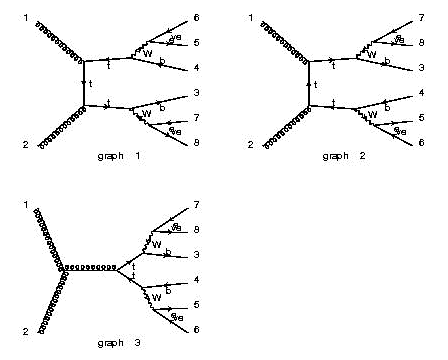 1 6 1 7
5 8
W W
t b 4 t b 3
t t
t b 3 t b 4
W W
7 5
2 8 2 6
graph 1 graph 2
1 7
8
W
t b 3
t b 4
W
5
2 6
graph 3